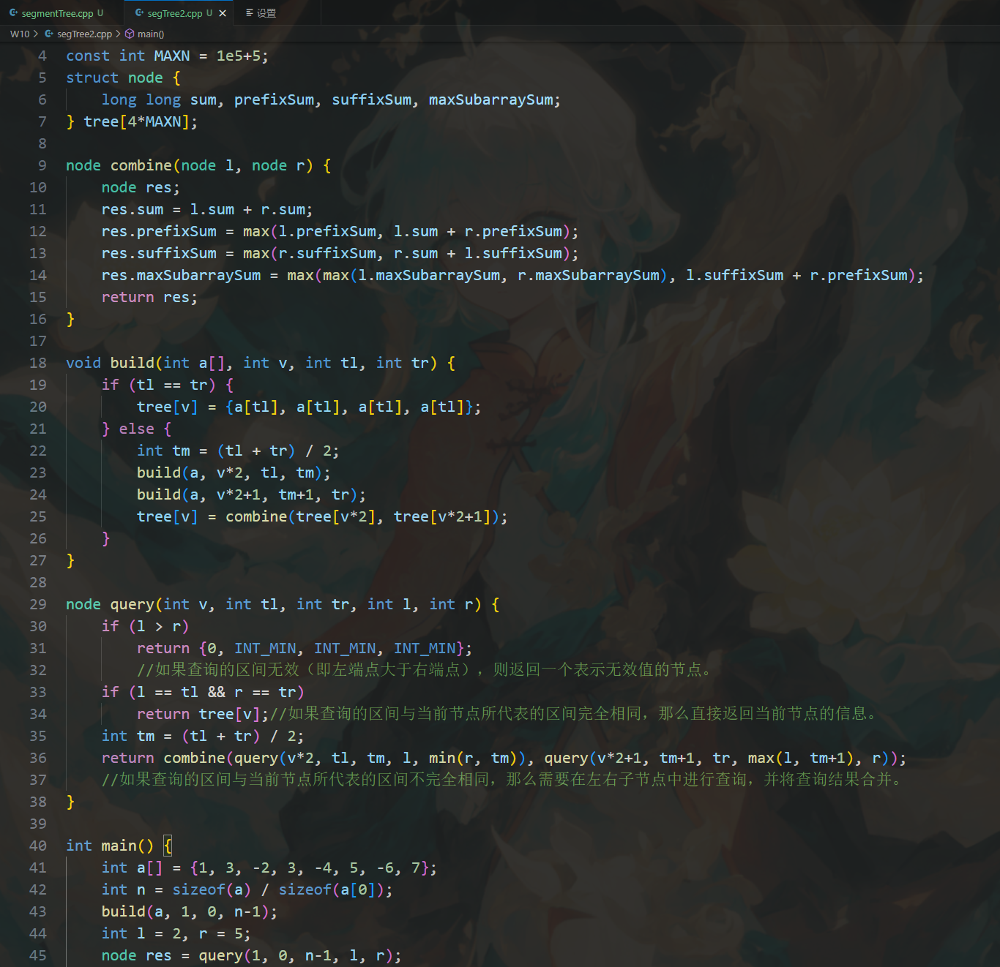 segmentTree.cpp U segTree2.cpp U × 设置
W10 > segTree2.cpp > main()
4 const int MAXN = 1e5+5;
5 struct node {
6 long long sum, prefixSum, suffixSum, maxSubarraySum;
7 } tree[4*MAXN];
8
9 node combine(node l, node r) {
10 node res;
11 res.sum = l.sum + r.sum;
12 res.prefixSum = max(l.prefixSum, l.sum + r.prefixSum);
13 res.suffixSum = max(r.suffixSum, r.sum + l.suffixSum);
14 res.maxSubarraySum = max(max(l.maxSubarraySum, r.maxSubarraySum), l.suffixSum + r.prefixSum);
15 return res;
16 }
17
18 void build(int a[], int v, int tl, int tr) {
19 if (tl == tr) {
20 tree[v] = {a[tl], a[tl], a[tl], a[tl]};
21 } else {
22 int tm = (tl + tr) / 2;
23 build(a, v*2, tl, tm);
24 build(a, v*2+1, tm+1, tr);
25 tree[v] = combine(tree[v*2], tree[v*2+1]);
26 }
27 }
28
29 node query(int v, int tl, int tr, int l, int r) {
30 if (l > r)
31 return {0, INT_MIN, INT_MIN, INT_MIN};
32 //如果查询的区间无效（即左端点大于右端点），则返回一个表示无效值的节点。
33 if (l == tl && r == tr)
34 return tree[v];//如果查询的区间与当前节点所代表的区间完全相同，那么直接返回当前节点的信息。
35 int tm = (tl + tr) / 2;
36 return combine(query(v*2, tl, tm, l, min(r, tm)), query(v*2+1, tm+1, tr, max(l, tm+1), r));
37 //如果查询的区间与当前节点所代表的区间不完全相同，那么需要在左右子节点中进行查询，并将查询结果合并。
38 }
39
40 int main() {
41 int a[] = {1, 3, -2, 3, -4, 5, -6, 7};
42 int n = sizeof(a) / sizeof(a[0]);
43 build(a, 1, 0, n-1);
44 int l = 2, r = 5;
45 node res = query(1, 0, n-1, l, r);